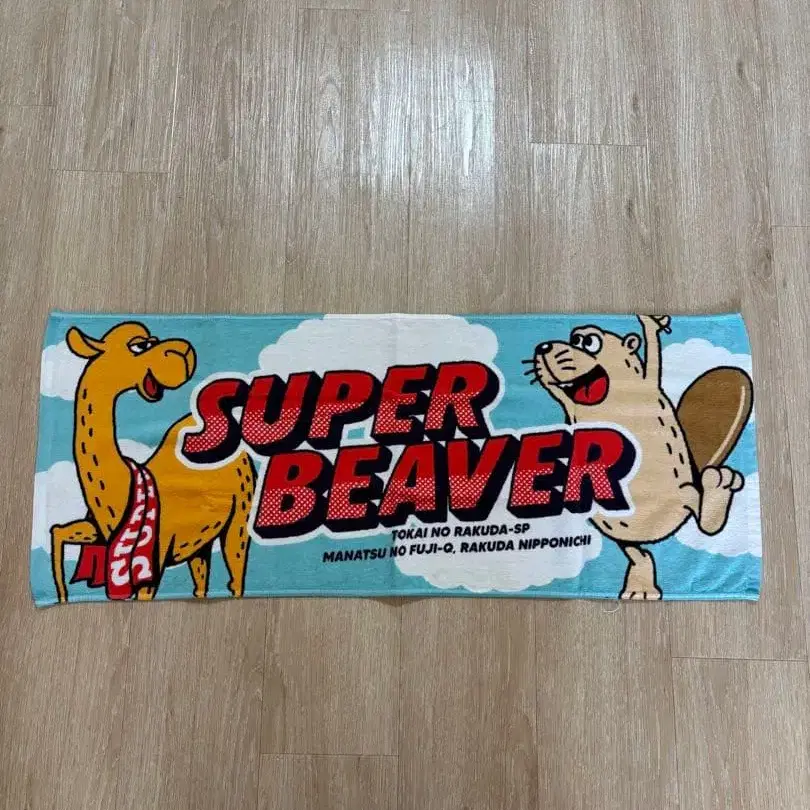 SUPER
BEAVER
TOKAI NO RAKUDA-SP
MANATSU NO FUJI-Q, RAKUDA NIPPONICHI